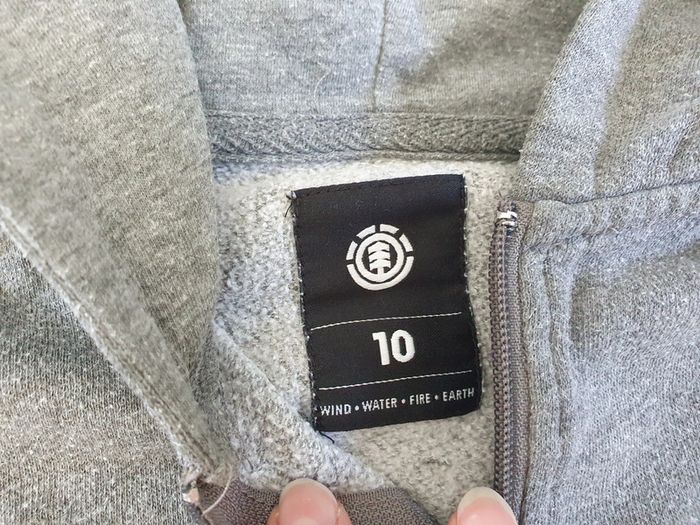 10
WIND • WATER • FIRE • EARTH